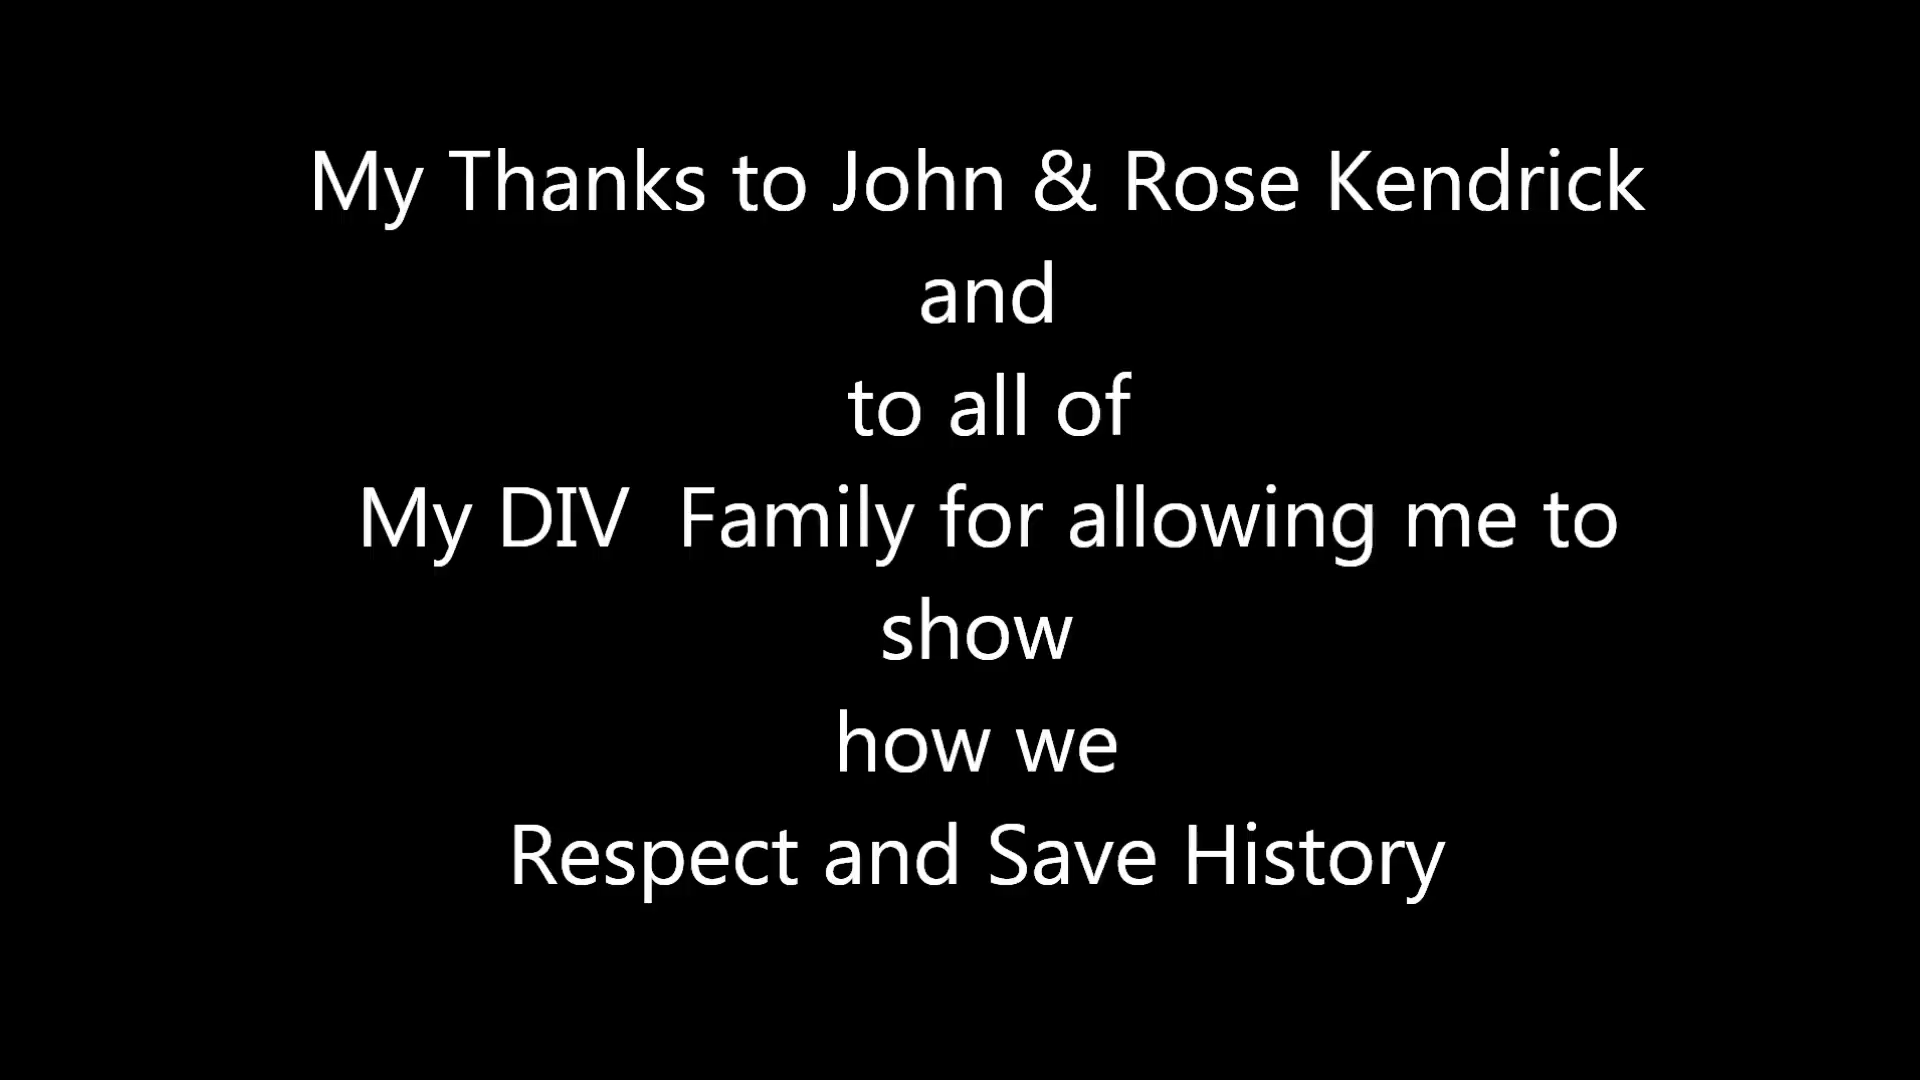 My Thanks to John & Rose Kendrick
and
to all of
My DIV  Family for allowing me to
show
how we
Respect and Save History